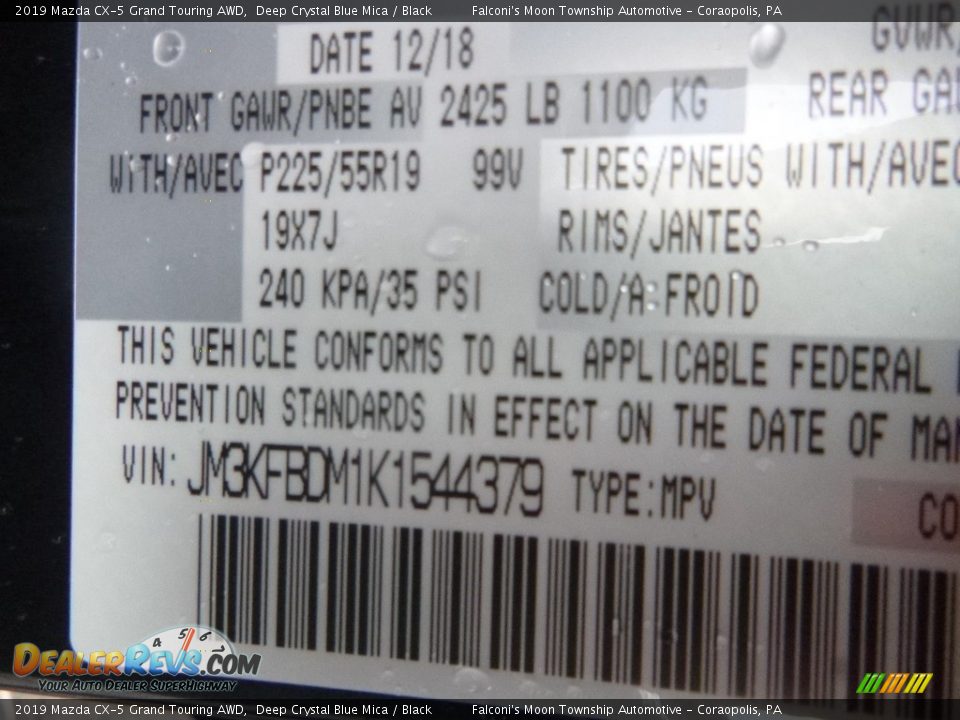 2019 Mazda CX-5 Grand Touring AWD, Deep Crystal Blue Mica / Black Falconi's Moon Township Automotive - Coraopolis, PA
DATE 12/18 GVWR/
FRONT GAWR/PNBE AV 2425 LB 1100 KG REAR
WITH/AVEC P225/55R19 99V TIRES/PNEUS WITH/AVEC
19X7J RIMS/JANTES
240 KPA/35 PSI COLD/A:FROID
THIS VEHICLE CONFORMS TO ALL APPLICABLE FEDERAL
PREVENTION STANDARDS IN EFFECT ON THE DATE OF
VIN: JM3KFBDM1K1544379 TYPE:MPV
4 5 6
DealerRevs.com
Your Auto Dealer SuperHighway
2019 Mazda CX-5 Grand Touring AWD, Deep Crystal Blue Mica / Black Falconi's Moon Township Automotive - Coraopolis, PA